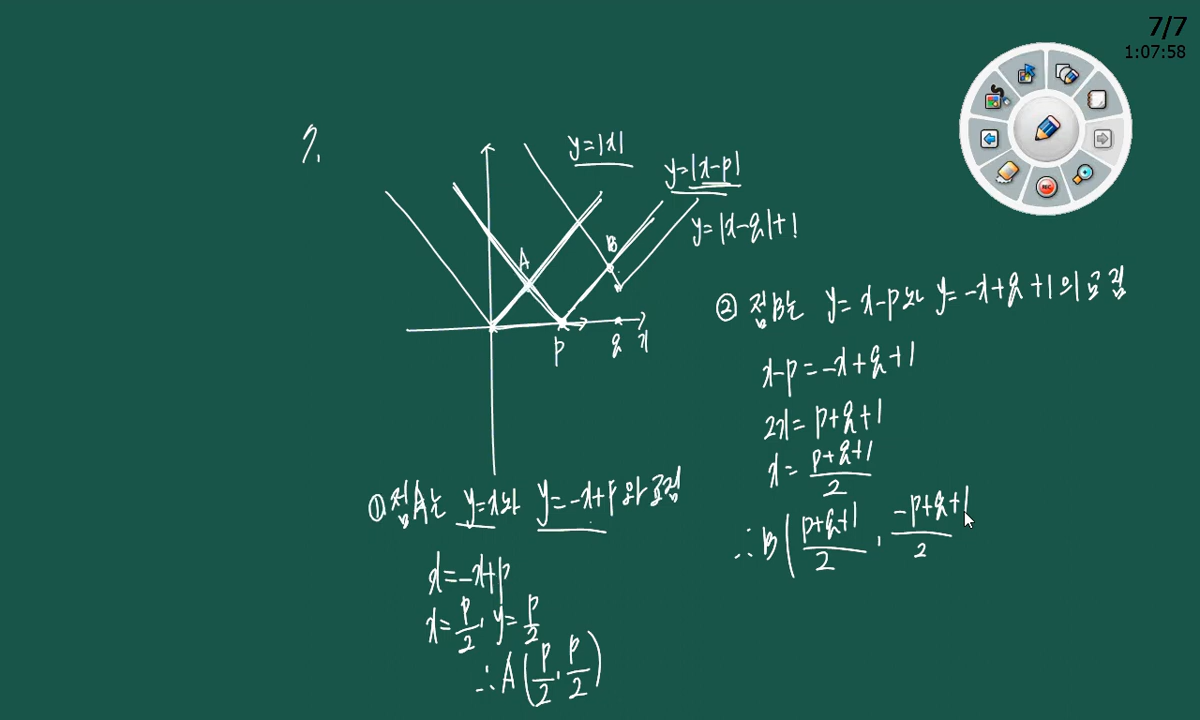 7/7
1:07:58
7.
y=|x|
y=|x-p|
y=|x-q|+1
A
B
p
q
x
① 점A는 y=x와 y=-x+p와 교점
x=-x+p
x=p/2, y=p/2
∴A(p/2, p/2)
② 점B는 y=x-p와 y=-x+q+1의 교점
x-p=-x+q+1
2x=p+q+1
x=(p+q+1)/2
∴B((p+q+1)/2, (-p+q+1)/2